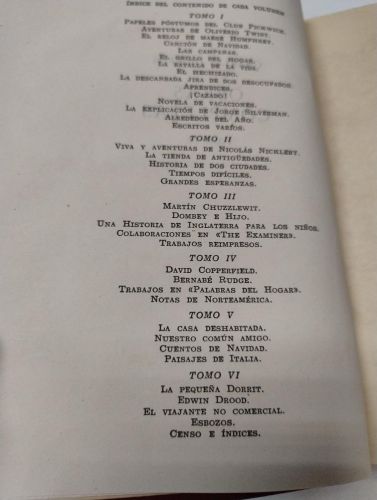 ÍNDICE DEL CONTENIDO DE CADA VOLUMEN
TOMO I
PAPELES PÓSTUMOS DEL CLUB PICKWICK.
AVENTURAS DE OLIVERIO TWIST.
EL RELOJ DE MAESE HUMPHREY.
CANCIÓN DE NAVIDAD.
LAS CAMPANAS.
EL GRILLO DEL HOGAR.
LA BATALLA DE LA VIDA.
EL HECHIZADO.
LA DESCANSADA JIRA DE DOS DESOCUPADOS
APRENDICES.
¡CAZADO!
NOVELA DE VACACIONES.
LA EXPLICACIÓN DE JORGE SILVERMAN.
ALREDEDOR DEL AÑO.
ESCRITOS VARIOS.
TOMO II
VIVA Y AVENTURAS DE NICOLÁS NICKLEBY.
LA TIENDA DE ANTIGÜEDADES.
HISTORIA DE DOS CIUDADES.
TIEMPOS DIFÍCILES.
GRANDES ESPERANZAS.
TOMO III
MARTÍN CHUZZLEWIT.
DOMBEY E HIJO.
UNA HISTORIA DE INGLATERRA PARA LOS NIÑOS.
COLABORACIONES EN «THE EXAMINER».
TRABAJOS REIMPRESOS.
TOMO IV
DAVID COPPERFIELD.
BERNABÉ RUDGE.
TRABAJOS EN «PALABRAS DEL HOGAR».
NOTAS DE NORTEAMÉRICA.
TOMO V
LA CASA DESHABITADA.
NUESTRO COMÚN AMIGO.
CUENTOS DE NAVIDAD.
PAISAJES DE ITALIA.
TOMO VI
LA PEQUEÑA DORRIT.
EDWIN DROOD.
EL VIAJANTE NO COMERCIAL.
ESBOZOS.
CENSO E ÍNDICES.